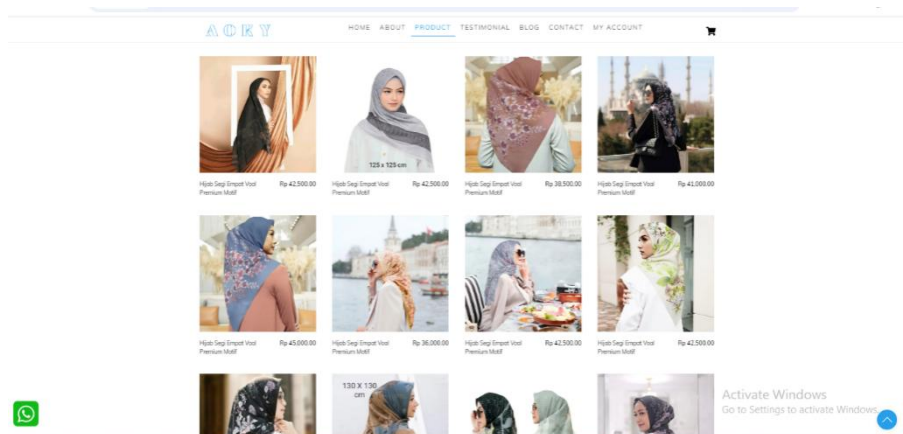 AOKY
HOME ABOUT PRODUCT TESTIMONIAL BLOG CONTACT MY ACCOUNT
125 x 125 cm
Hijab Segi Empat Voal Rp 42,500.00
Premium Motif
Hijab Segi Empat Voal Rp 42,500.00
Premium Motif
Hijab Segi Empat Voal Rp 38,500.00
Premium Motif
Hijab Segi Empat Voal Rp 41,000.00
Premium Motif
Hijab Segi Empat Voal Rp 45,000.00
Premium Motif
Hijab Segi Empat Voal Rp 36,000.00
Premium Motif
Hijab Segi Empat Voal Rp 42,500.00
Premium Motif
Hijab Segi Empat Voal Rp 42,500.00
Premium Motif
130 X 130
cm
Activate Windows
Go to Settings to activate Windows.